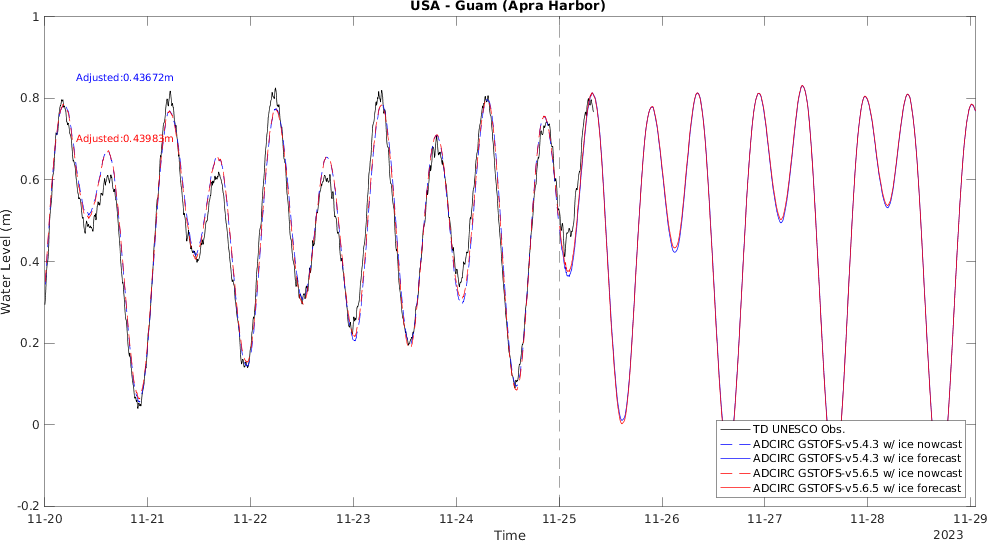 USA - Guam (Apra Harbor)
1
Adjusted:0.43672m
0.8
Adjusted:0.43983m
0.6
Water Level (m)
0.4
0.2
0
TD UNESCO Obs.
ADCIRC GSTOFS-v5.4.3 w/ ice nowcast
ADCIRC GSTOFS-v5.4.3 w/ ice forecast
ADCIRC GSTOFS-v5.6.5 w/ ice nowcast
ADCIRC GSTOFS-v5.6.5 w/ ice forecast
-0.2
11-20 11-21 11-22 11-23 11-24 11-25 11-26 11-27 11-28 11-29
Time
2023